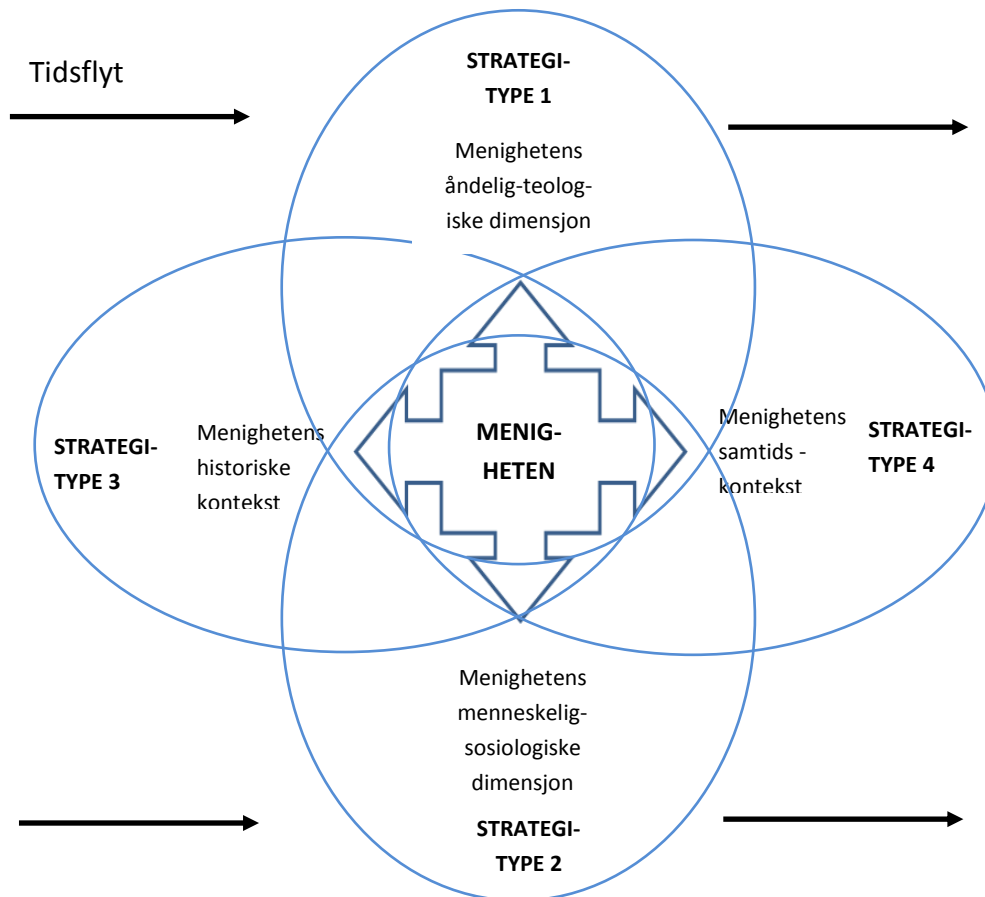 STRATEGI-
TYPE 1
Tidsflyt
Menighetens
åndelig-teolog-
iske dimensjon
STRATEGI-
TYPE 3
Menighetens
historiske
kontekst
MENIG-
HETEN
Menighetens
samtids -
kontekst
STRATEGI-
TYPE 4
Menighetens
menneskelig-
sosiologiske
dimensjon
STRATEGI-
TYPE 2